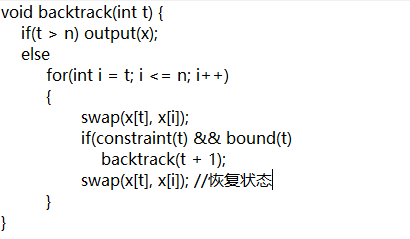 void backtrack(int t) {
if(t > n) output(x);
else
for(int i = t; i <= n; i++)
{
swap(x[t], x[i]);
if(constraint(t) && bound(t)
backtrack(t + 1);
swap(x[t], x[i]); //恢复状态
}
}